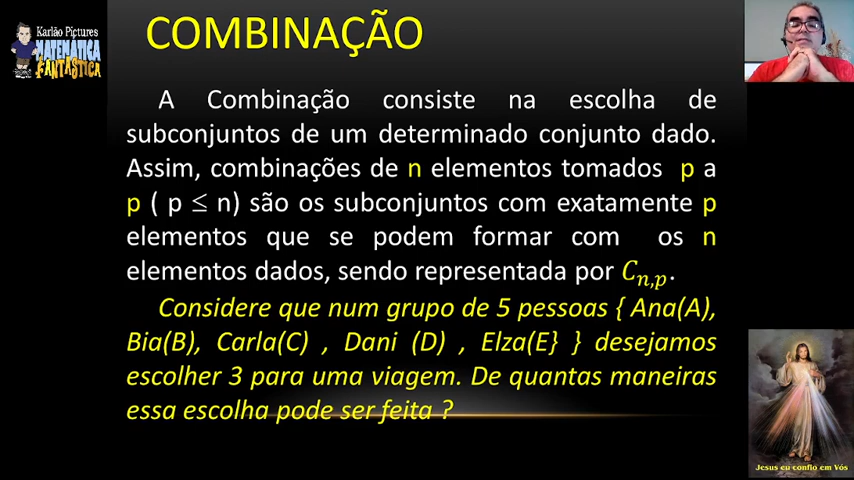 Karlão Pictures
MATEMÁTICA
FANTÁSTICA
COMBINAÇÃO
A Combinação consiste na escolha de
subconjuntos de um determinado conjunto dado.
Assim, combinações de n elementos tomados p a
p ( p ≤ n) são os subconjuntos com exatamente p
elementos que se podem formar com os n
elementos dados, sendo representada por Cn,p.
Considere que num grupo de 5 pessoas { Ana(A),
Bia(B), Carla(C) , Dani (D) , Elza(E} } desejamos
escolher 3 para uma viagem. De quantas maneiras
essa escolha pode ser feita ?
Jesus eu confio em Vós